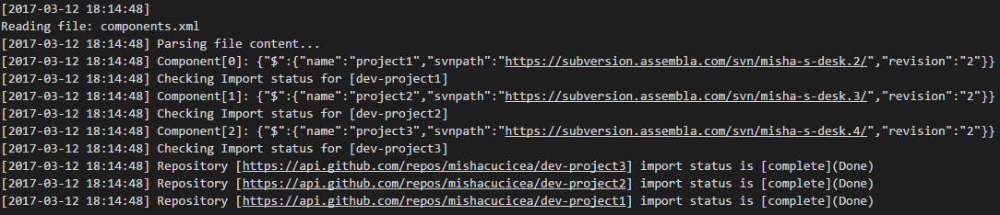 [2017-03-12 18:14:48]
Reading file: components.xml
[2017-03-12 18:14:48] Parsing file content...
[2017-03-12 18:14:48] Component[0]: {"$":{"name":"project1","svnpath":"https://subversion.assembla.com/svn/misha-s-desk.2/","revision":"2"}}
[2017-03-12 18:14:48] Checking Import status for [dev-project1]
[2017-03-12 18:14:48] Component[1]: {"$":{"name":"project2","svnpath":"https://subversion.assembla.com/svn/misha-s-desk.3/","revision":"2"}}
[2017-03-12 18:14:48] Checking Import status for [dev-project2]
[2017-03-12 18:14:48] Component[2]: {"$":{"name":"project3","svnpath":"https://subversion.assembla.com/svn/misha-s-desk.4/","revision":"2"}}
[2017-03-12 18:14:48] Checking Import status for [dev-project3]
[2017-03-12 18:14:48] Repository [https://api.github.com/repos/mishacucicea/dev-project3] import status is [complete](Done)
[2017-03-12 18:14:48] Repository [https://api.github.com/repos/mishacucicea/dev-project2] import status is [complete](Done)
[2017-03-12 18:14:48] Repository [https://api.github.com/repos/mishacucicea/dev-project1] import status is [complete](Done)